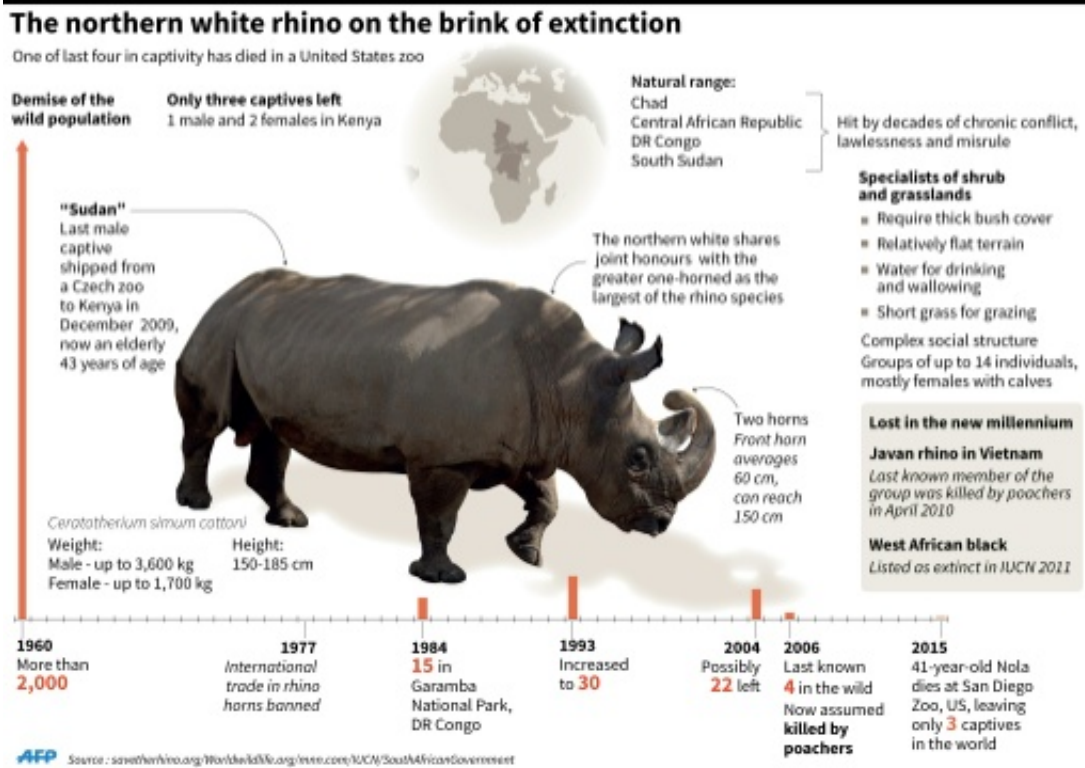 The northern white rhino on the brink of extinction
One of last four in captivity has died in a United States zoo
Demise of the
wild population
Only three captives left
1 male and 2 females in Kenya
Natural range:
Chad
Central African Republic
DR Congo
South Sudan
Hit by decades of chronic conflict,
lawlessness and misrule
Specialists of shrub
and grasslands
Require thick bush cover
Relatively flat terrain
Water for drinking
and wallowing
Short grass for grazing
Complex social structure
Groups of up to 14 individuals,
mostly females with calves
"Sudan"
Last male
captive
shipped from
a Czech zoo
to Kenya in
December 2009,
now an elderly
43 years of age
The northern white shares
joint honours with the
greater one-horned as the
largest of the rhino species
Two horns
Front horn
averages
60 cm,
can reach
150 cm
Lost in the new millennium
Javan rhino in Vietnam
Last known member of the
group was killed by poachers
in April 2010
West African black
Listed as extinct in IUCN 2011
Ceratotherium simum cottoni
Weight:
Male - up to 3,600 kg
Female - up to 1,700 kg
Height:
150-185 cm
1960
More than
2,000
1977
International
trade in rhino
horns banned
1984
15 in
Garamba
National Park,
DR Congo
1993
Increased
to 30
2004
Possibly
22 left
2006
Last known
4 in the wild
Now assumed
killed by
poachers
2015
41-year-old Nola
dies at San Diego
Zoo, US, leaving
only 3 captives
in the world
AFP
Source : savetherhino.org/Worldwildlife.org/mnn.com/IUCN/SouthAfricanGovernment